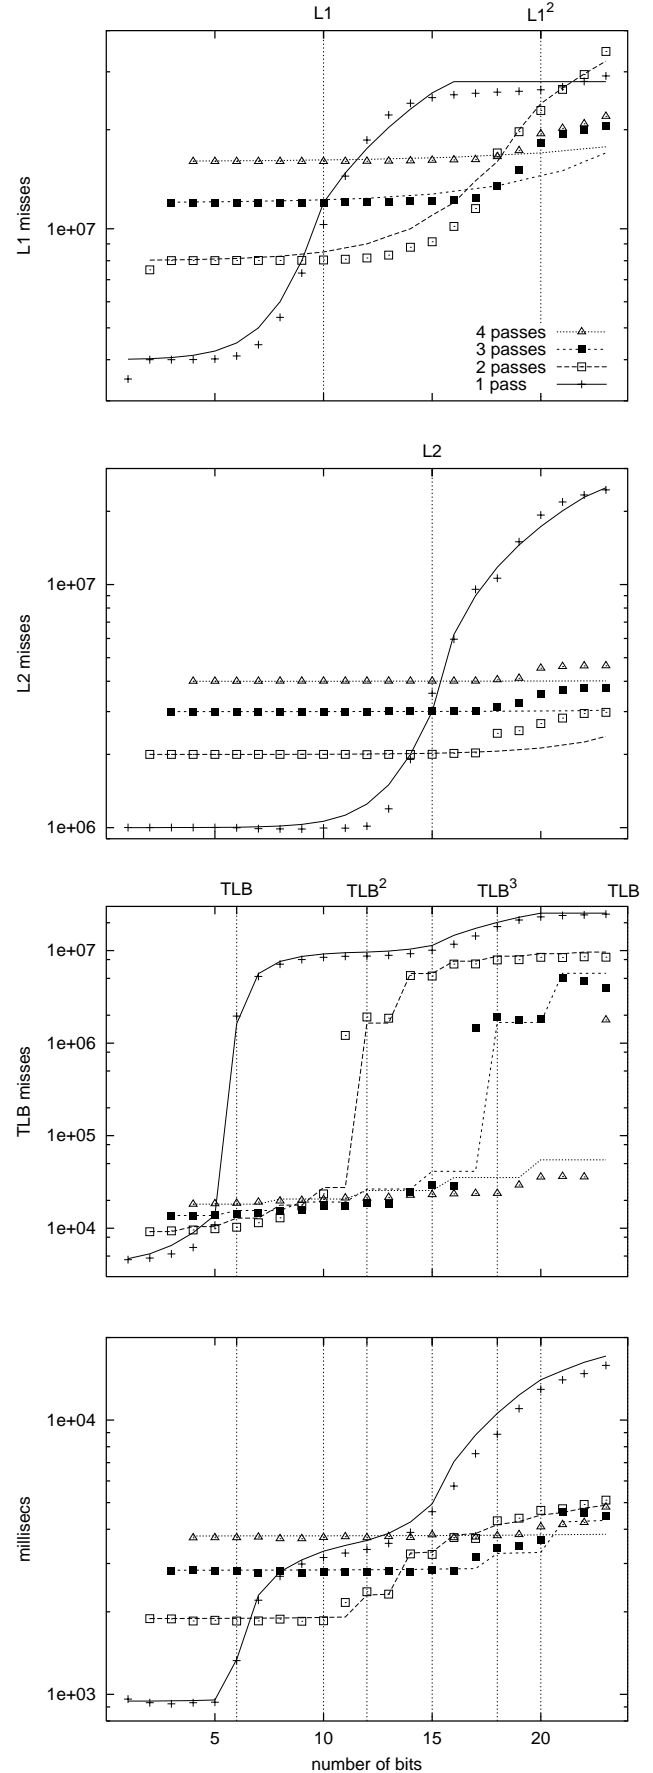 L1 L1²
1e+07
L1 misses
4 passes
3 passes
2 passes
1 pass
L2
1e+07
1e+06
L2 misses
TLB TLB² TLB³ TLB
1e+07
1e+06
1e+05
1e+04
TLB misses
1e+04
1e+03
millisecs
5 10 15 20
number of bits